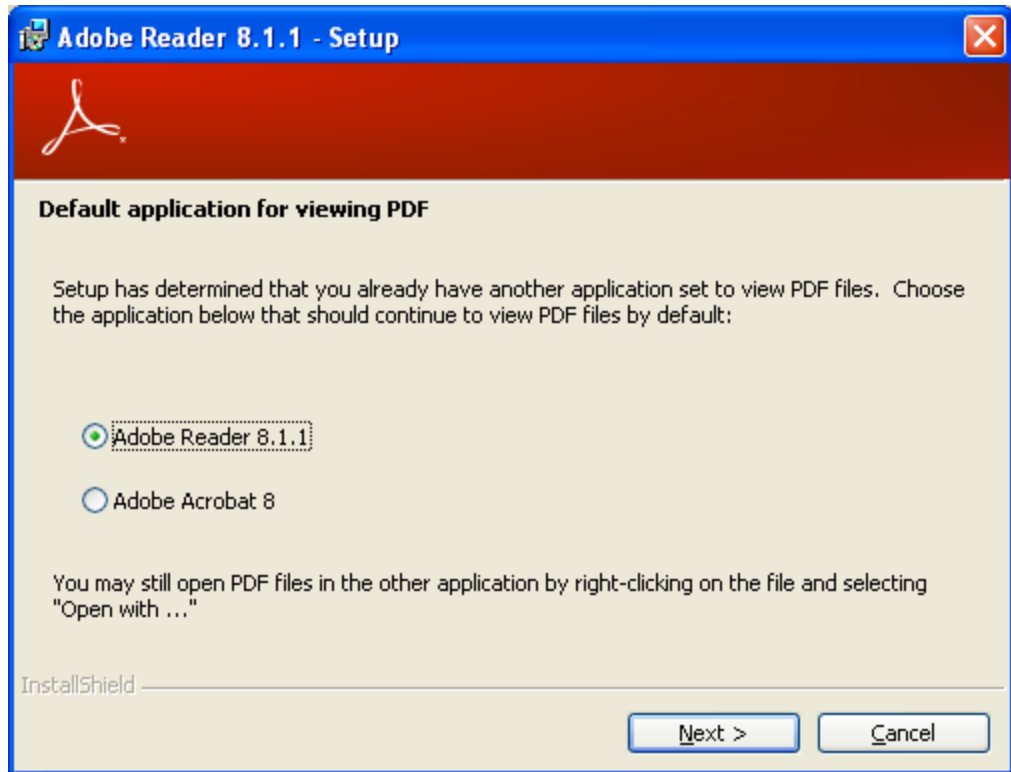 Adobe Reader 8.1.1 - Setup
Default application for viewing PDF
Setup has determined that you already have another application set to view PDF files.  Choose
the application below that should continue to view PDF files by default:
Adobe Reader 8.1.1
Adobe Acrobat 8
You may still open PDF files in the other application by right-clicking on the file and selecting
"Open with ..."
InstallShield
Next >
Cancel